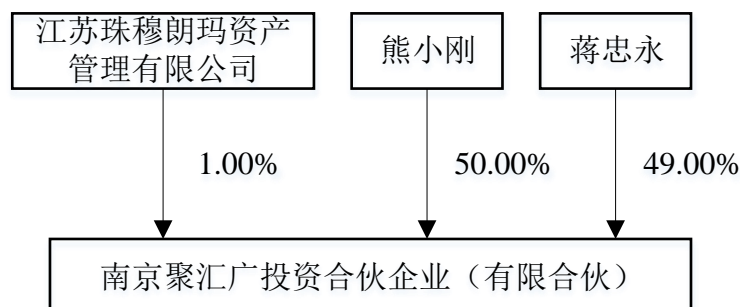 江苏珠穆朗玛资产
管理有限公司
熊小刚
蒋忠永
1.00%
50.00%
49.00%
南京聚汇广投资合伙企业（有限合伙）